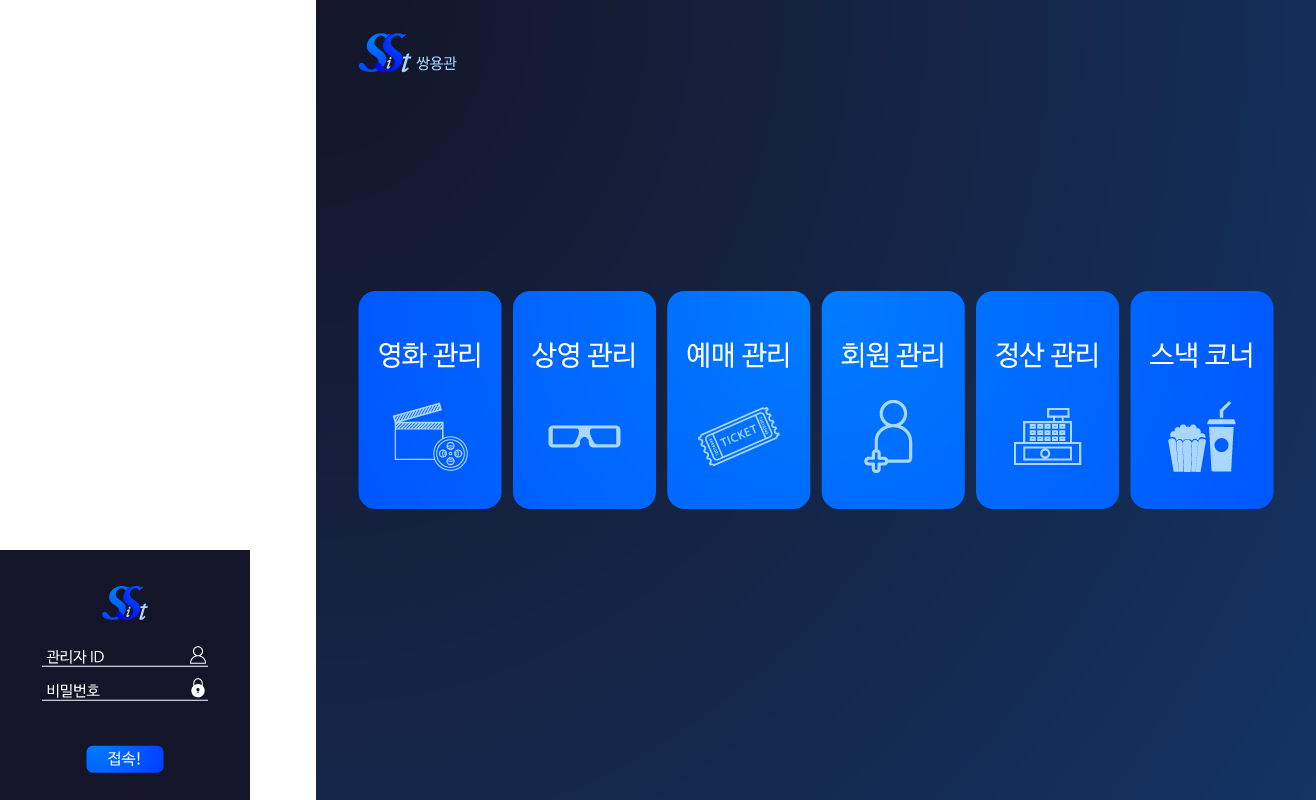 SSit 쌍용관
영화 관리
상영 관리
예매 관리
회원 관리
정산 관리
스낵 코너
TICKET
SSit
관리자 ID
비밀번호
접속!